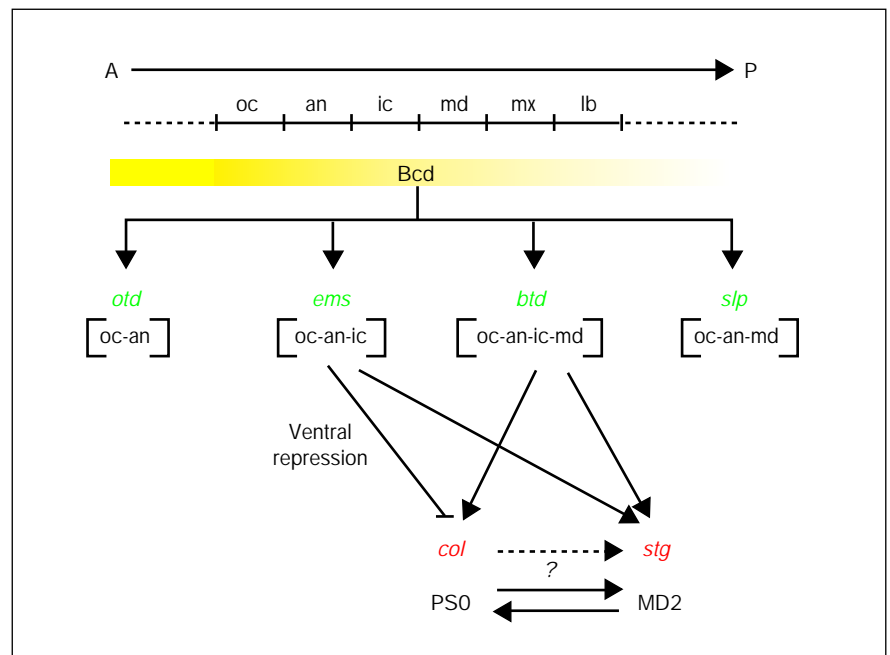 A P
oc an ic md mx lb
Bcd
otd ems btd slp
oc-an oc-an-ic oc-an-ic-md oc-an-md
Ventral
repression
col stg
?
PS0 MD2